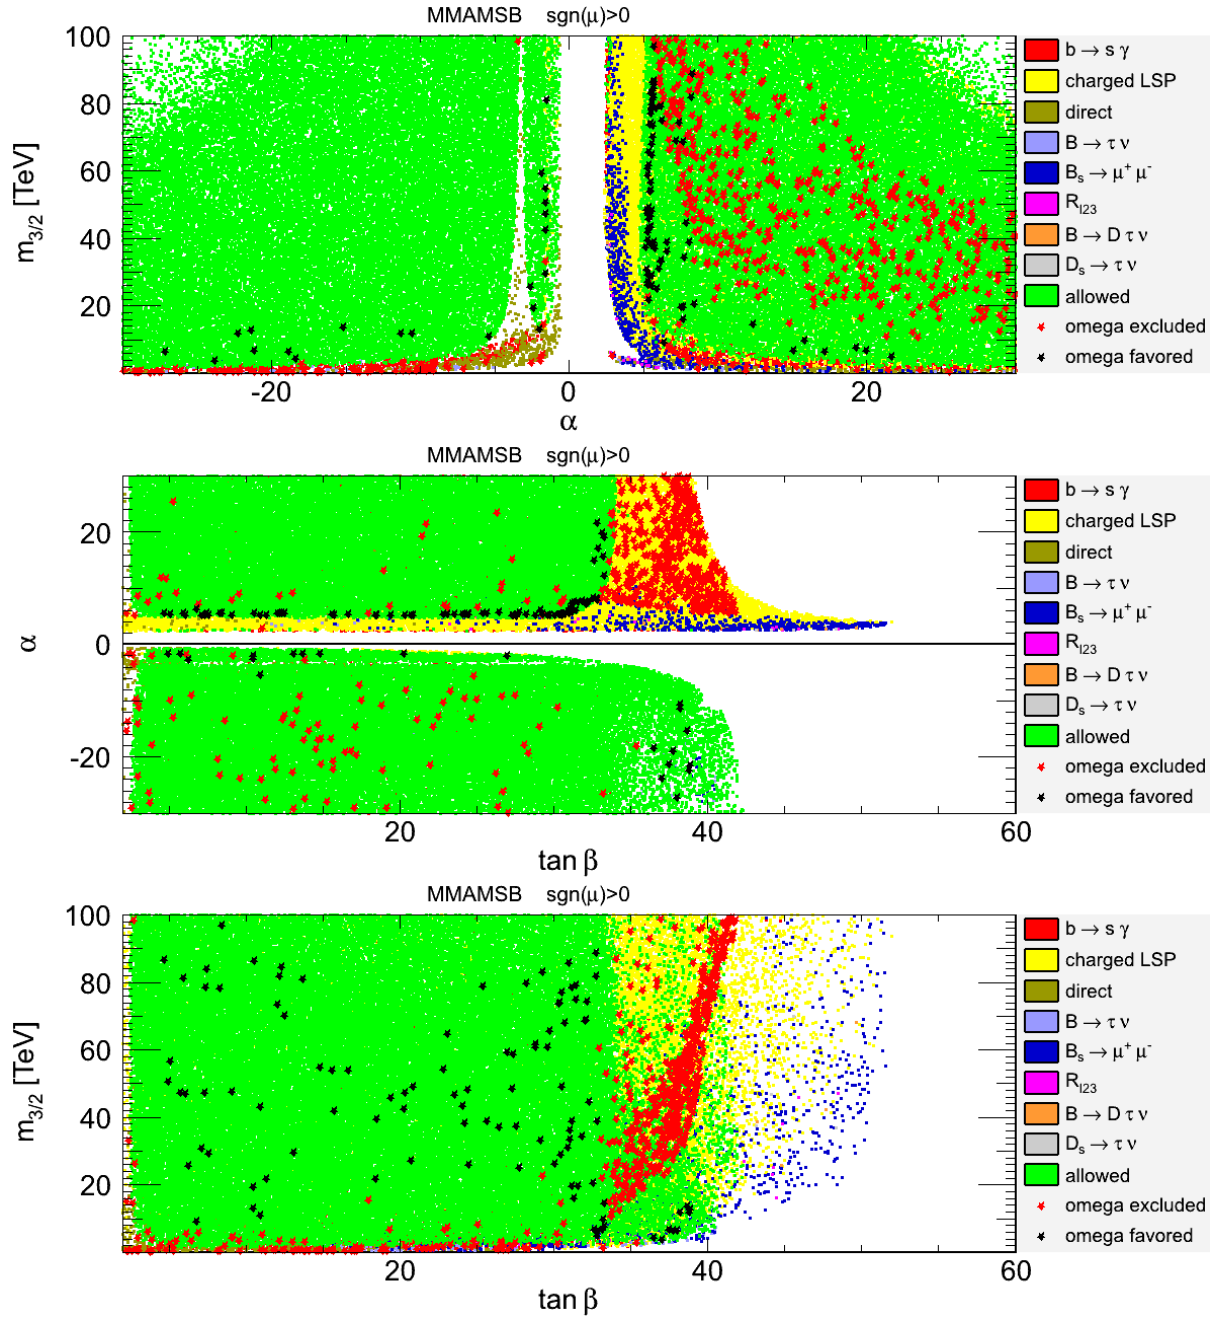 MMAMSB sgn(μ)>0
100
80
60
40
20
m3/2 [TeV]
-20 0 20
α
b → s γ
charged LSP
direct
B → τ ν
Bs → μ+ μ-
Rl23
B → D τ ν
Ds → τ ν
allowed
omega excluded
omega favored
MMAMSB sgn(μ)>0
20
0
-20
α
20 40 60
tan β
b → s γ
charged LSP
direct
B → τ ν
Bs → μ+ μ-
Rl23
B → D τ ν
Ds → τ ν
allowed
omega excluded
omega favored
MMAMSB sgn(μ)>0
100
80
60
40
20
m3/2 [TeV]
20 40 60
tan β
b → s γ
charged LSP
direct
B → τ ν
Bs → μ+ μ-
Rl23
B → D τ ν
Ds → τ ν
allowed
omega excluded
omega favored